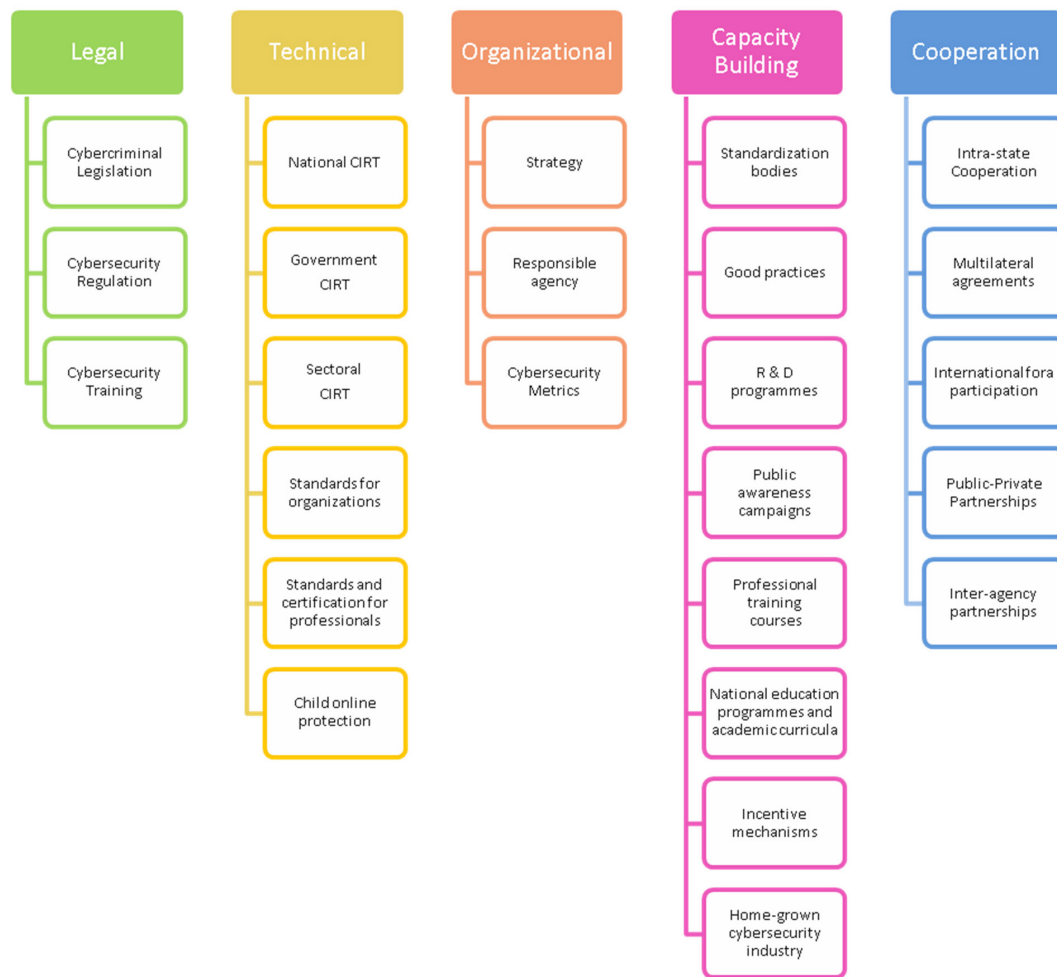 Legal
Cybercriminal
Legislation
Cybersecurity
Regulation
Cybersecurity
Training
Technical
National CIRT
Government
CIRT
Sectoral
CIRT
Standards for
organizations
Standards and
certification for
professionals
Child online
protection
Organizational
Strategy
Responsible
agency
Cybersecurity
Metrics
Capacity
Building
Standardization
bodies
Good practices
R & D
programmes
Public
awareness
campaigns
Professional
training
courses
National education
programmes and
academic curricula
Incentive
mechanisms
Home-grown
cybersecurity
industry
Cooperation
Intra-state
Cooperation
Multilateral
agreements
International fora
participation
Public-Private
Partnerships
Inter-agency
partnerships